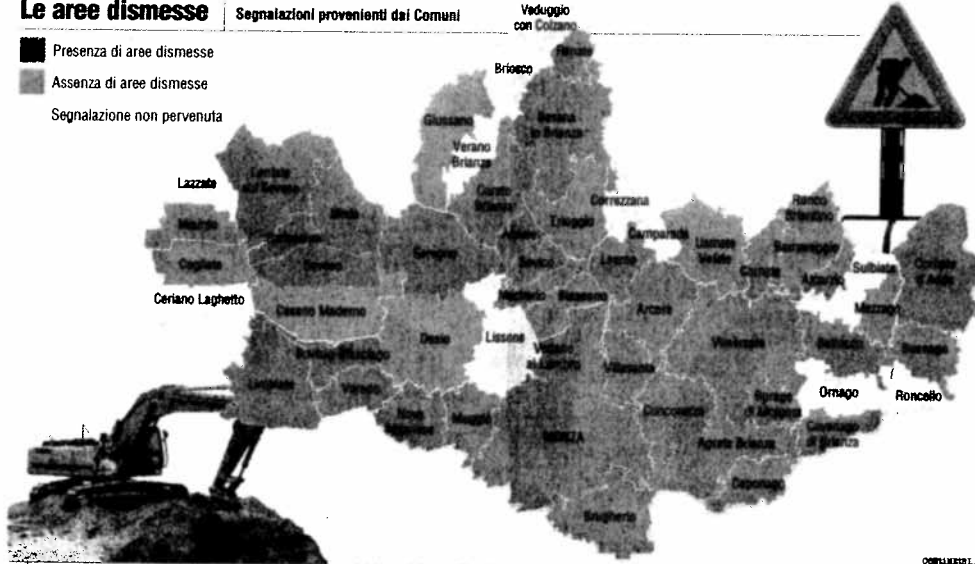 Le aree dismesse
Segnalazioni provenienti dai Comuni
Presenza di aree dismesse
Assenza di aree dismesse
Segnalazione non pervenuta
Veduggio
con Colzano
Renate
Briosco
Besana
in Brianza
Giussano
Verano
Brianza
Lazzate
Lentate
sul Seveso
Carate
Brianza
Correzzana
Ronco
Briantino
Misinto
Meda
Triuggio
Camparada
Usmate
Velate
Bernareggio
Cogliate
Seveso
Seregno
Albiate
Sovico
Lesmo
Carnate
Aicurzio
Sulbiate
Cornate
d'Adda
Ceriano Laghetto
Cesano Maderno
Desio
Lissone
Macherio
Biassono
Arcore
Mezzago
Bovisio Masciago
Vedano
al Lambro
Vimercate
Bellusco
Busnago
Limbiate
Varedo
Villasanta
Ornago
Roncello
Nova
Milanese
Muggiò
MONZA
Concorezzo
Burago
di Molgora
Cavenago
di Brianza
Agrate Brianza
Caponago
Brugherio